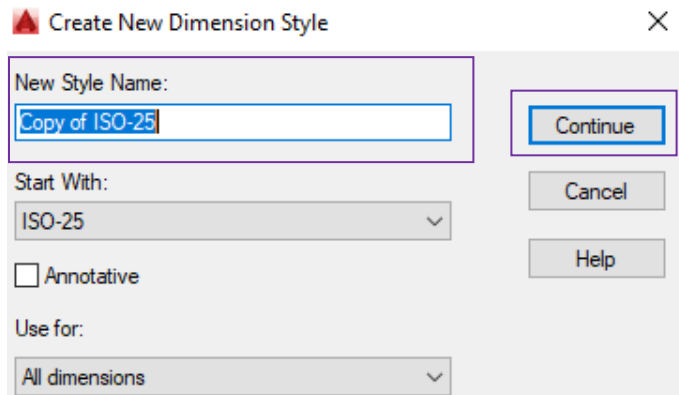 Create New Dimension Style
New Style Name:
Copy of ISO-25
Continue
Start With:
Cancel
ISO-25
Help
Annotative
Use for:
All dimensions